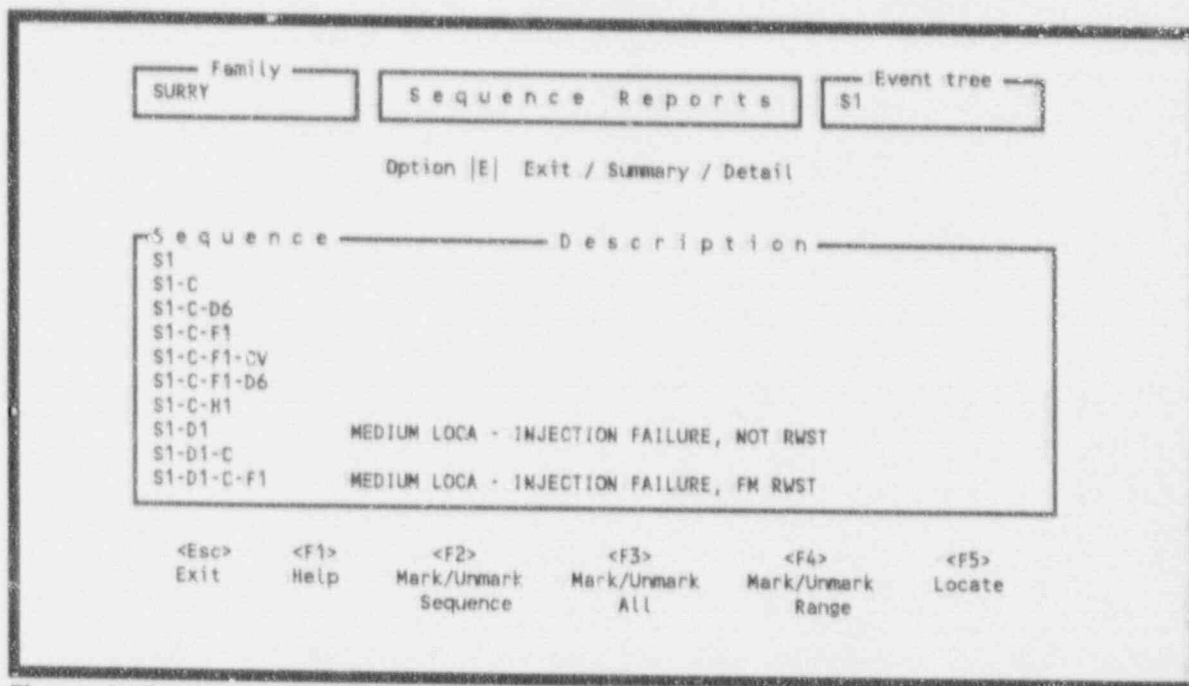 Family
SURRY
Sequence Reports
Event tree
S1
Option |E| Exit / Summary / Detail
Sequence Description
S1
S1-C
S1-C-D6
S1-C-F1
S1-C-F1-CV
S1-C-F1-D6
S1-C-H1
S1-D1 MEDIUM LOCA - INJECTION FAILURE, NOT RWST
S1-D1-C
S1-D1-C-F1 MEDIUM LOCA - INJECTION FAILURE, FM RWST
<Esc> <F1> <F2> <F3> <F4> <F5>
Exit Help Mark/Unmark Mark/Unmark Mark/Unmark Locate
Sequence All Range